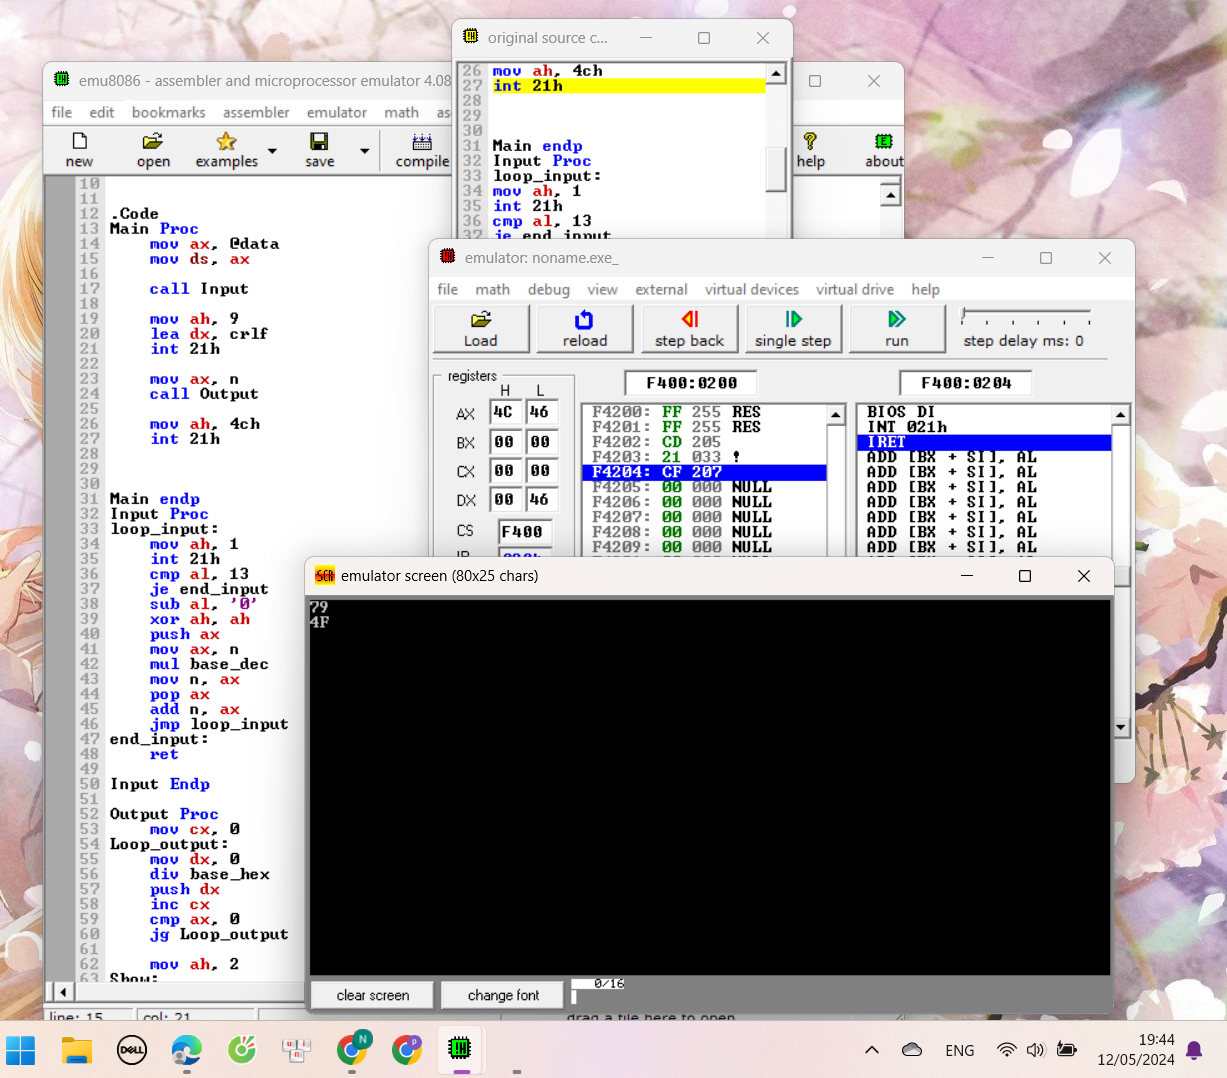 original source c...
26 mov ah, 4ch
27 int 21h
28
29
30
31 Main endp
32 Input Proc
33 loop_input:
34 mov ah, 1
35 int 21h
36 cmp al, 13
37 je end_input
emu8086 - assembler and microprocessor emulator 4.08
file edit bookmarks assembler emulator math as
new open examples save compile help about
10
11
12 .Code
13 Main Proc
14 mov ax, @data
15 mov ds, ax
16
17 call Input
18
19 mov ah, 9
20 lea dx, crlf
21 int 21h
22
23 mov ax, n
24 call Output
25
26 mov ah, 4ch
27 int 21h
28
29
30
31 Main endp
32 Input Proc
33 loop_input:
34 mov ah, 1
35 int 21h
36 cmp al, 13
37 je end_input
38 sub al, '0'
39 xor ah, ah
40 push ax
41 mov ax, n
42 mul base_dec
43 mov n, ax
44 pop ax
45 add n, ax
46 jmp loop_input
47 end_input:
48 ret
49
50 Input Endp
51
52 Output Proc
53 mov cx, 0
54 Loop_output:
55 mov dx, 0
56 div base_hex
57 push dx
58 inc cx
59 cmp ax, 0
60 jg Loop_output
61
62 mov ah, 2
63 Show:
line: 15 col: 21
drag a file here to open
emulator: noname.exe_
file math debug view external virtual devices virtual drive help
Load reload step back single step run step delay ms: 0
registers
H L
AX 4C 46
BX 00 00
CX 00 00
DX 00 46
CS F400
F400:0200
F4200: FF 255 RES
F4201: FF 255 RES
F4202: CD 205
F4203: 21 033 !
F4204: CF 207
F4205: 00 000 NULL
F4206: 00 000 NULL
F4207: 00 000 NULL
F4208: 00 000 NULL
F4209: 00 000 NULL
F400:0204
BIOS DI
INT 021h
IRET
ADD [BX + SI], AL
ADD [BX + SI], AL
ADD [BX + SI], AL
ADD [BX + SI], AL
ADD [BX + SI], AL
ADD [BX + SI], AL
ADD [BX + SI], AL
SCR emulator screen (80x25 chars)
79
4F
clear screen change font 0/16
DELL
N
P
ENG
19:44
12/05/2024